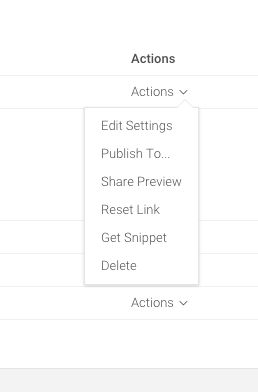 Actions
Actions
Edit Settings
Publish To...
Share Preview
Reset Link
Get Snippet
Delete
Actions